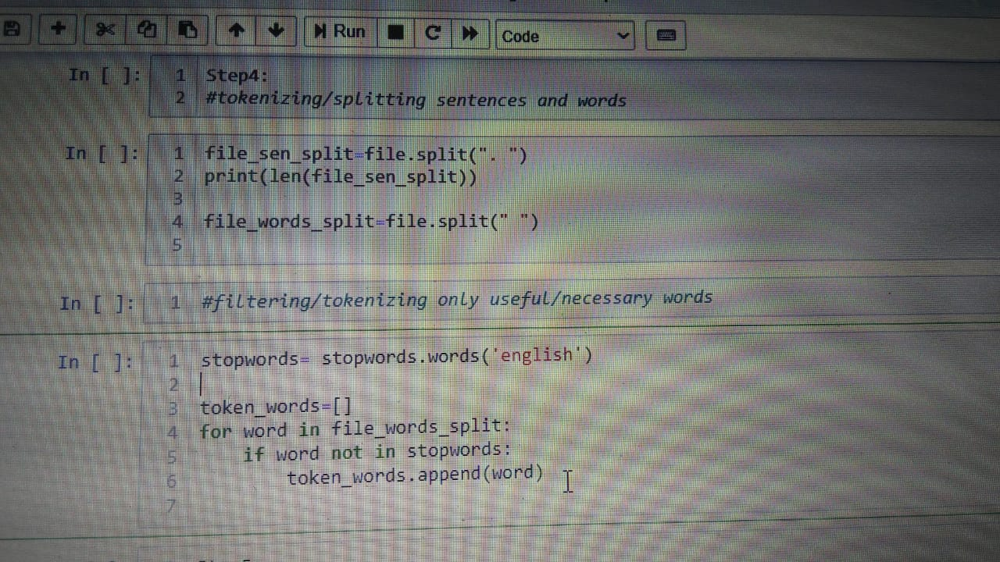 Run
Code
In [ ]:
1 Step4:
2 #tokenizing/splitting sentences and words
In [ ]:
1 file_sen_split=file.split(". ")
2 print(len(file_sen_split))
3
4 file_words_split=file.split(" ")
5
In [ ]:
1 #filtering/tokenizing only useful/necessary words
In [ ]:
1 stopwords= stopwords.words('english')
2
3 token_words=[]
4 for word in file_words_split:
5 if word not in stopwords:
6 token_words.append(word)
7